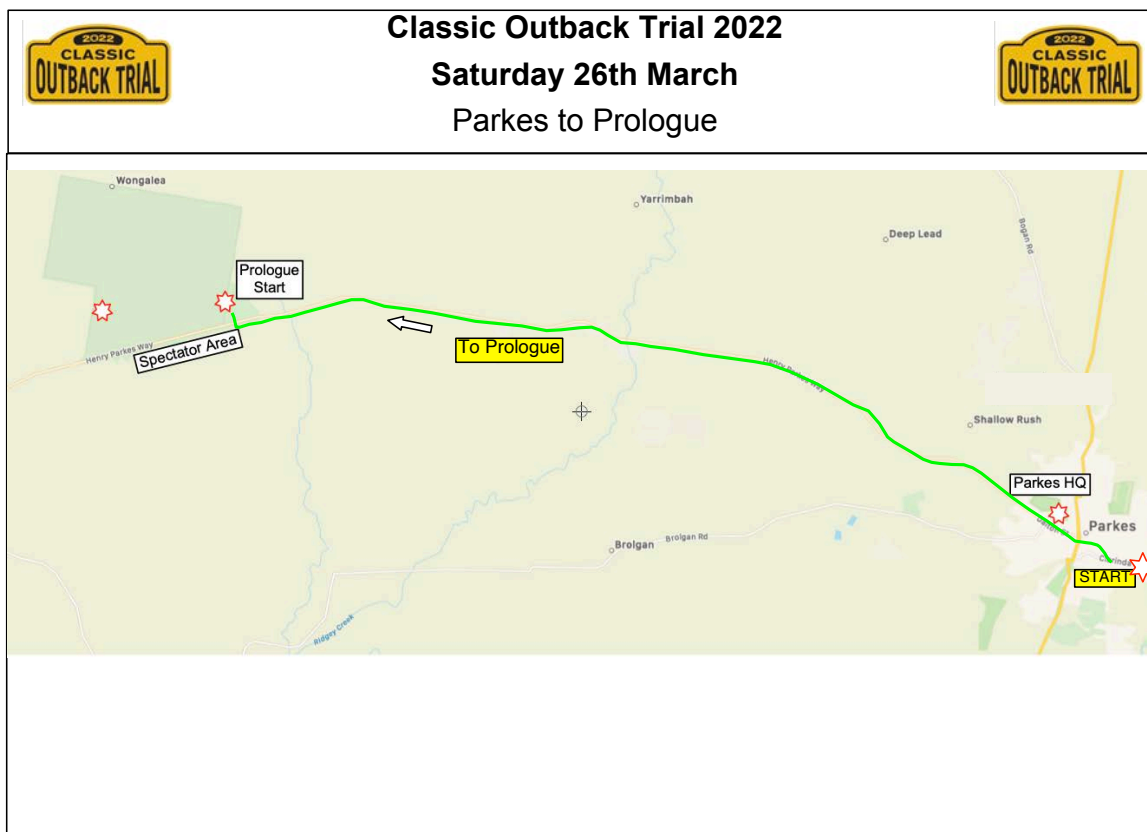 2022
CLASSIC
OUTBACK TRIAL
Classic Outback Trial 2022
Saturday 26th March
Parkes to Prologue
2022
CLASSIC
OUTBACK TRIAL
Wongalea
Yarrimbah
Bogan Rd
Deep Lead
Prologue
Start
To Prologue
Spectator Area
Henry Parkes Way
Henry Parkes Way
Shallow Rush
Parkes HQ
Parkes
Brolgan Rd
Brolgan
START
Ridgey Creek